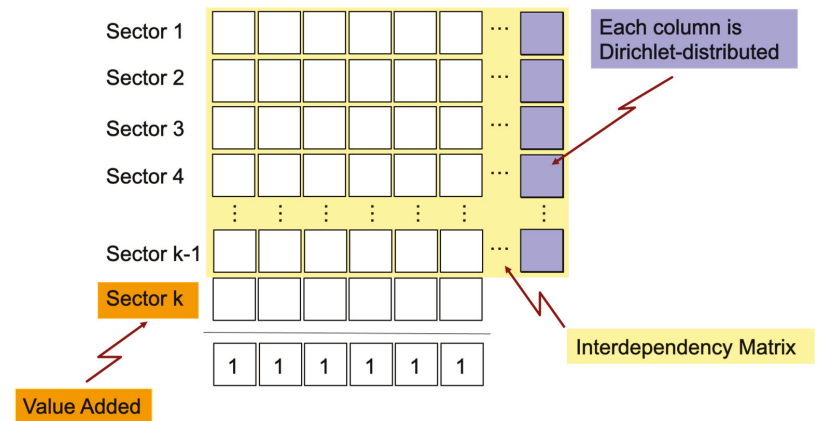 Sector 1
...
Each column is
Dirichlet-distributed
Sector 2
...
Sector 3
...
Sector 4
...
⋮ ⋮ ⋮ ⋮ ⋮ ⋮ ⋮
Sector k-1
...
Sector k
Interdependency Matrix
1 1 1 1 1 1
Value Added